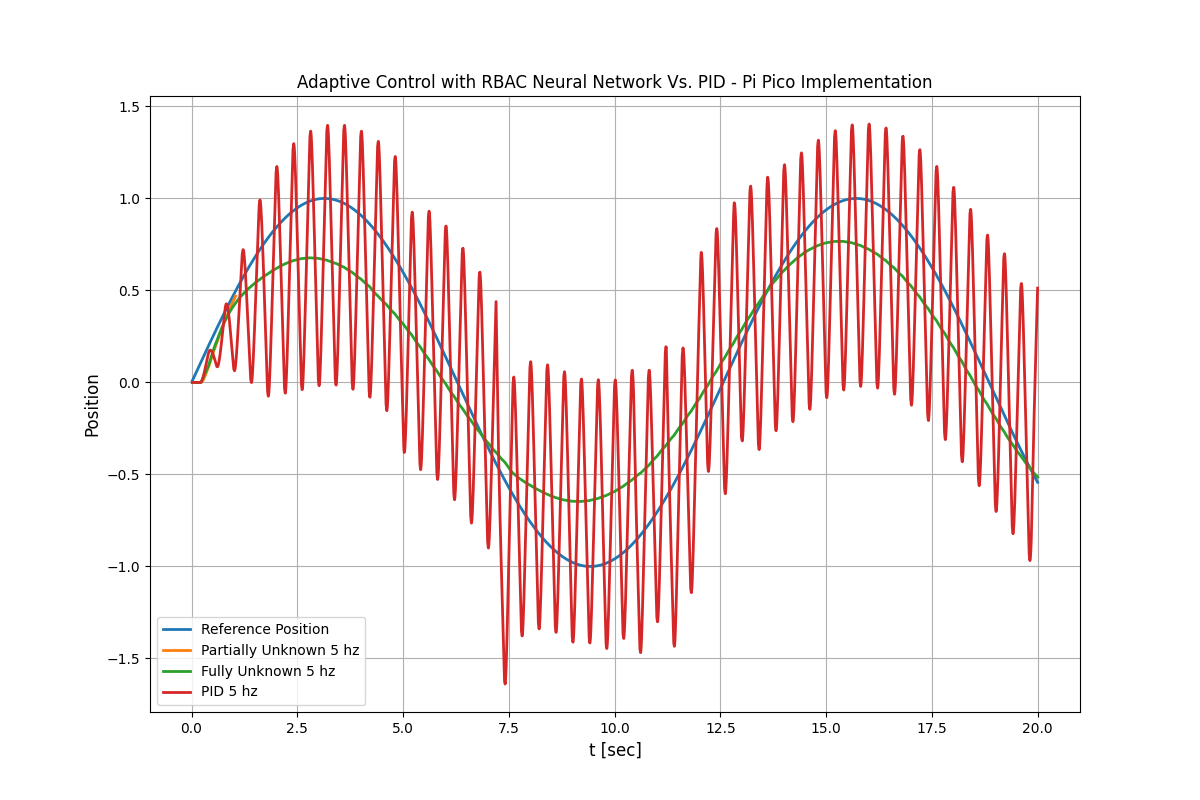 Adaptive Control with RBAC Neural Network Vs. PID - Pi Pico Implementation
1.5
1.0
0.5
0.0
−0.5
−1.0
−1.5
Position
Reference Position
Partially Unknown 5 hz
Fully Unknown 5 hz
PID 5 hz
0.0 2.5 5.0 7.5 10.0 12.5 15.0 17.5 20.0
t [sec]